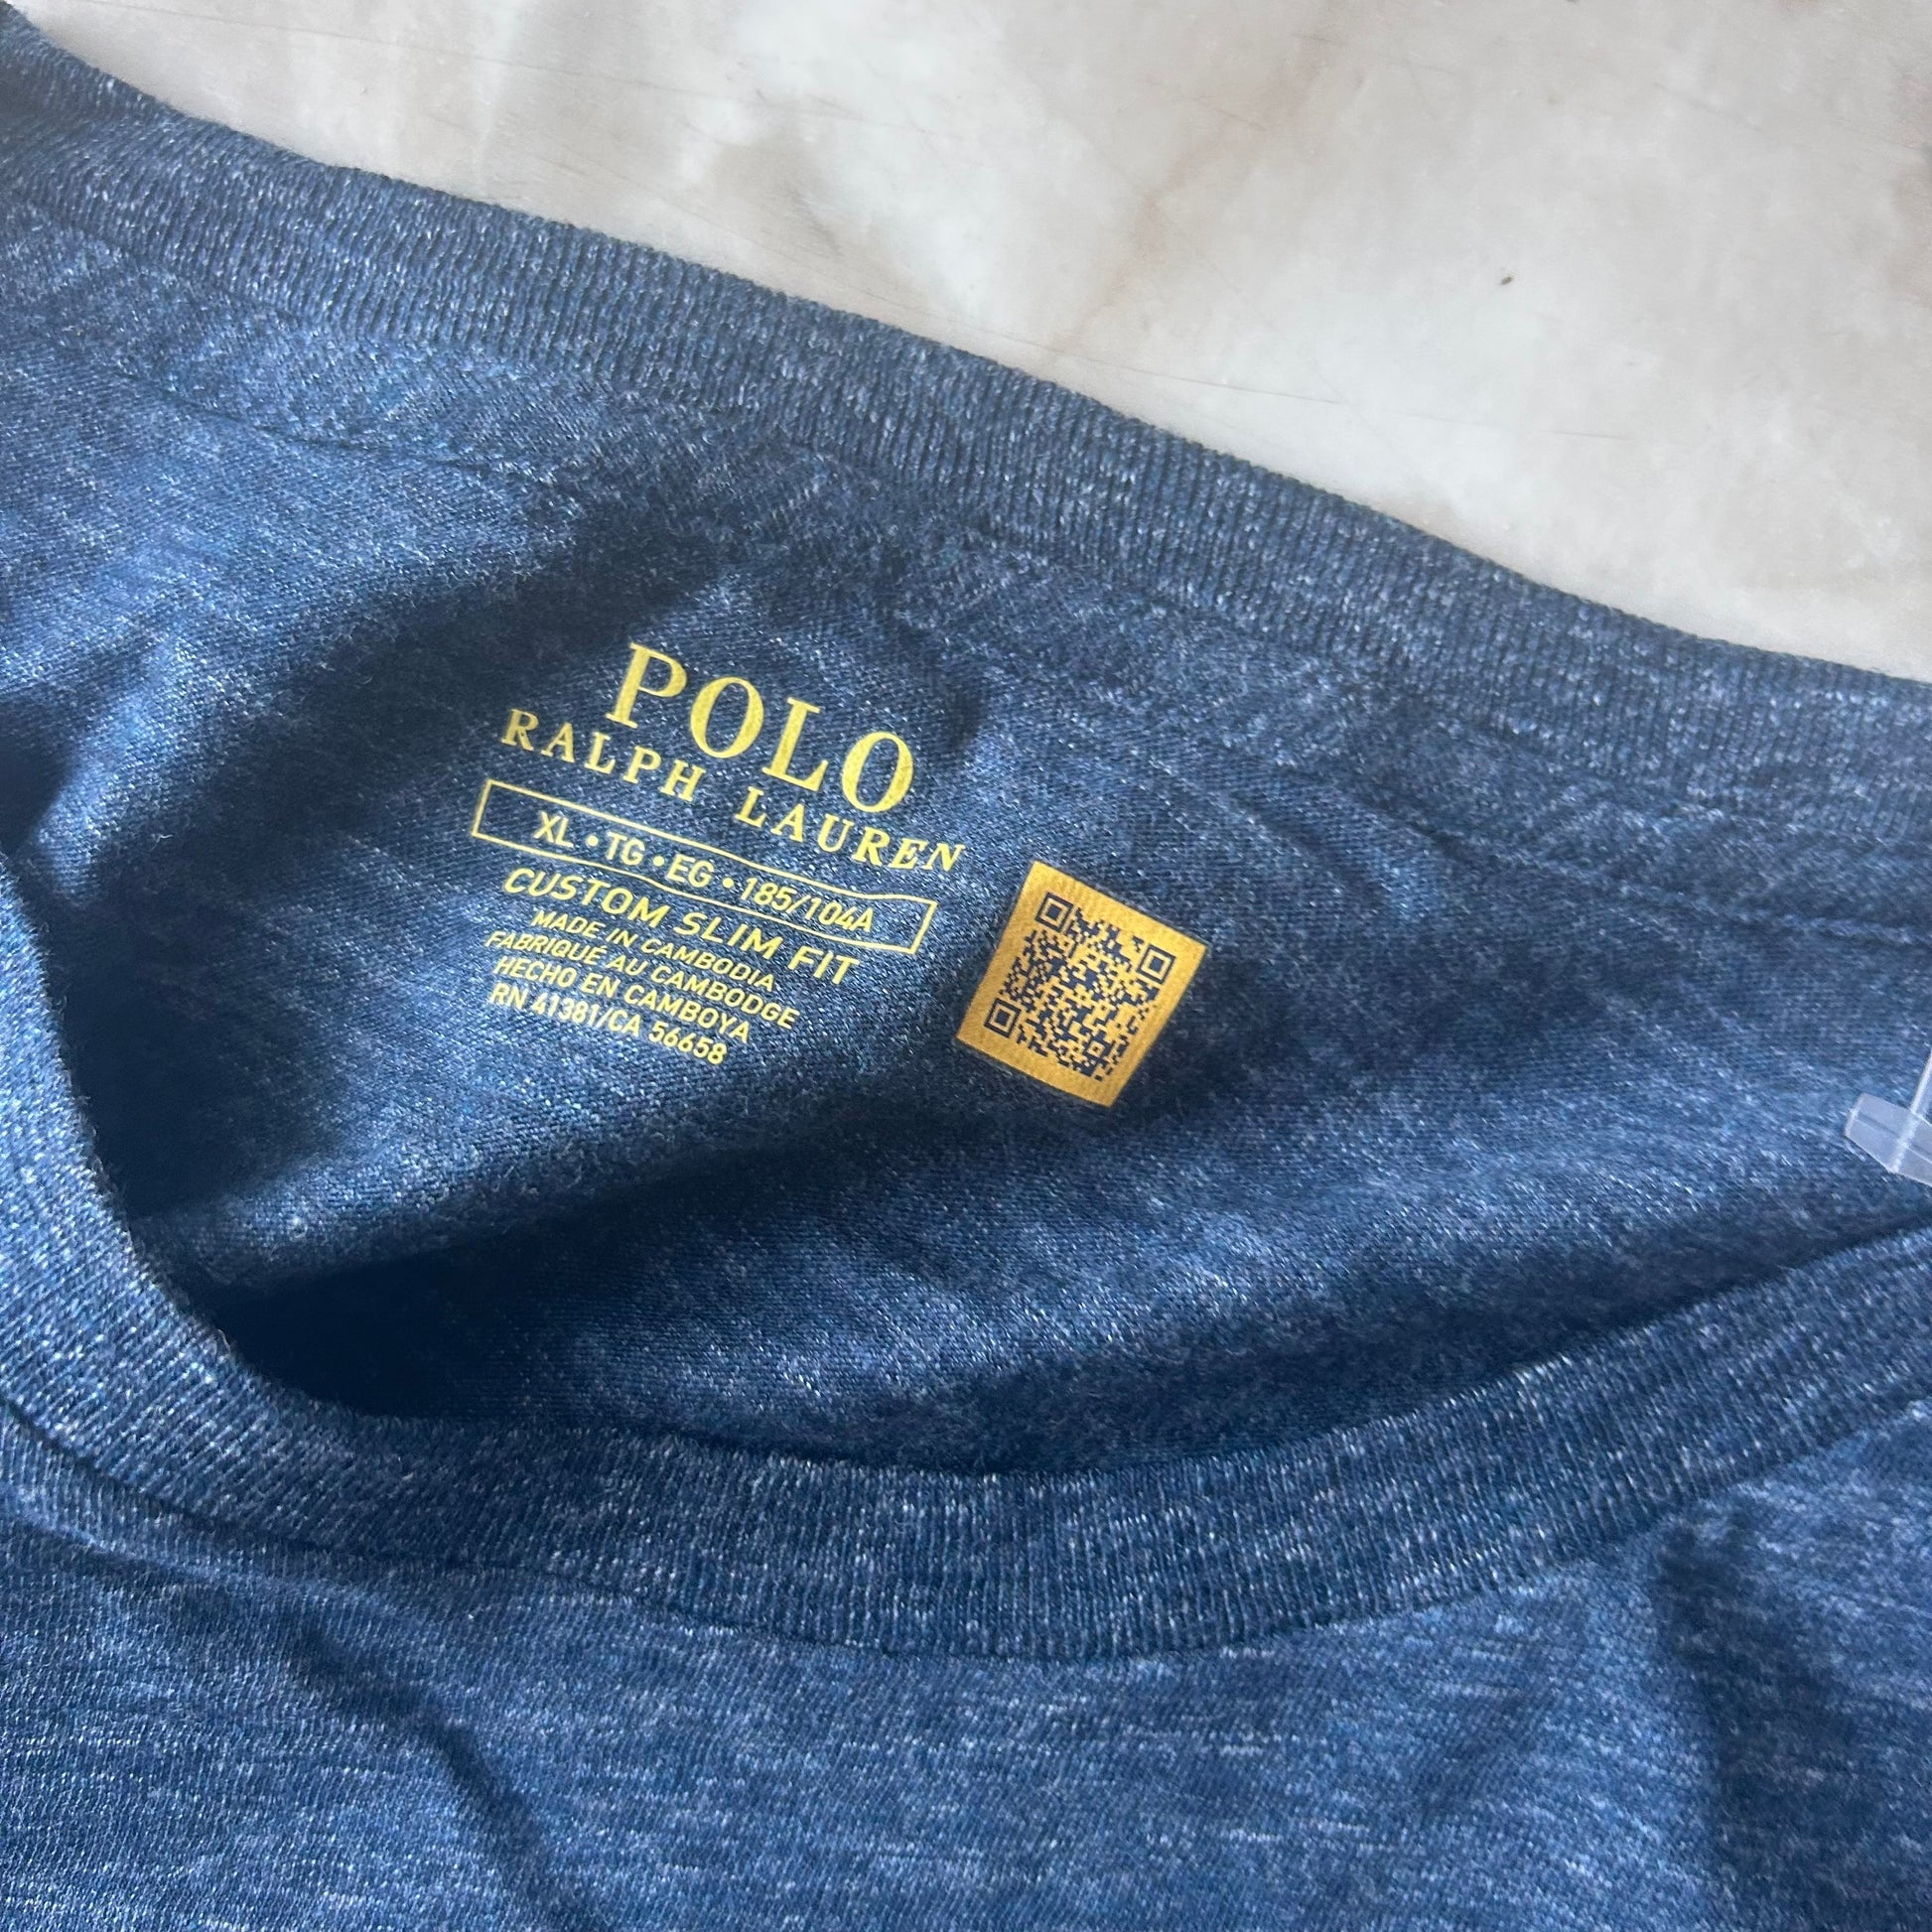 POLO
RALPH LAUREN
XL • TG • EG • 185/104A
CUSTOM SLIM FIT
MADE IN CAMBODIA
FABRIQUÉ AU CAMBODGE
HECHO EN CAMBOYA
RN 41381/CA 56658